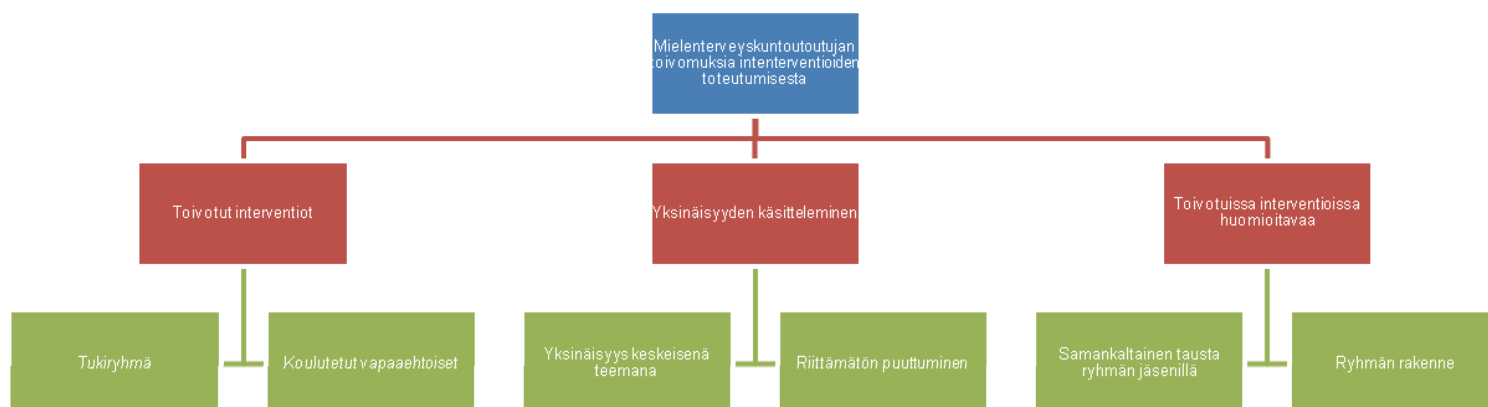 Mielenterveyskuntoutoutujan
toivomuksia intenterventioiden
toteutumisesta
Toivotut interventiot
Yksinäisyyden käsitteleminen
Toivotuissa interventioissa
huomioitavaa
Tukiryhmä
Koulutetut vapaaehtoiset
Yksinäisyys keskeisenä
teemana
Riittämätön puuttuminen
Samankaltainen tausta
ryhmän jäsenillä
Ryhmän rakenne